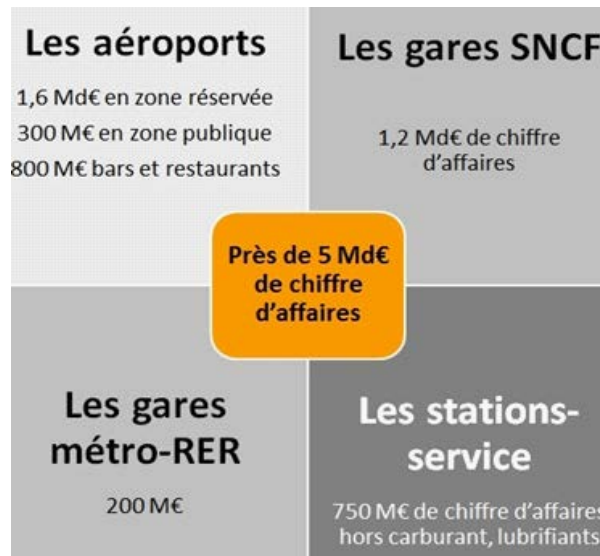 Les aéroports
1,6 Md€ en zone réservée
300 M€ en zone publique
800 M€ bars et restaurants
Les gares SNCF
1,2 Md€ de chiffre
d'affaires
Près de 5 Md€
de chiffre
d'affaires
Les gares
métro-RER
200 M€
Les stations-
service
750 M€ de chiffre d'affaires
hors carburant, lubrifiants